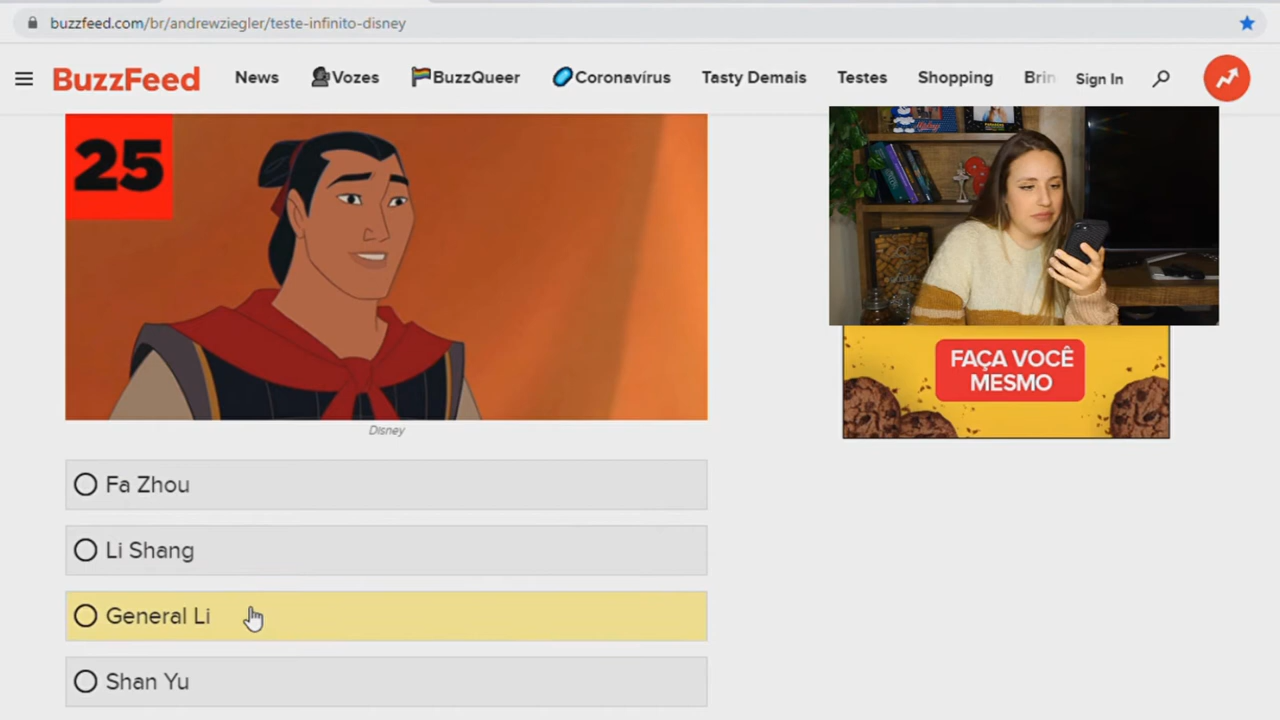 buzzfeed.com/br/andrewziegler/teste-infinito-disney
BuzzFeed News Vozes BuzzQueer Coronavírus Tasty Demais Testes Shopping Brin Sign In
25
Disney
FAÇA VOCÊ
MESMO
Fa Zhou
Li Shang
General Li
Shan Yu